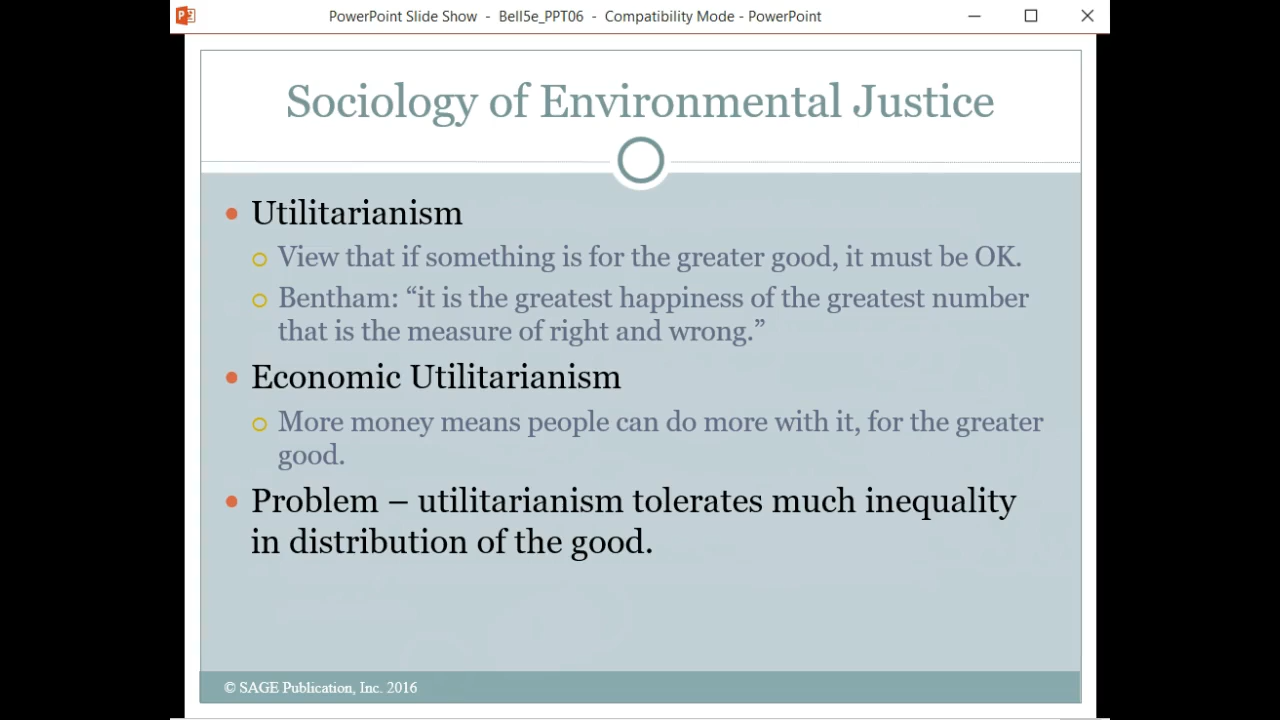 PowerPoint Slide Show - Bell5e_PPT06 - Compatibility Mode - PowerPoint
Sociology of Environmental Justice
Utilitarianism
View that if something is for the greater good, it must be OK.
Bentham: “it is the greatest happiness of the greatest number
that is the measure of right and wrong.”
Economic Utilitarianism
More money means people can do more with it, for the greater
good.
Problem – utilitarianism tolerates much inequality
in distribution of the good.
© SAGE Publication, Inc. 2016